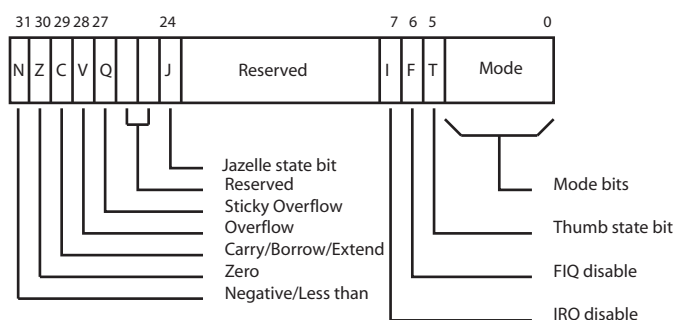 31 30 29 28 27 24 7 6 5 0
N Z C V Q J Reserved I F T Mode
Jazelle state bit
Reserved Mode bits
Sticky Overflow
Overflow Thumb state bit
Carry/Borrow/Extend
Zero FIQ disable
Negative/Less than
IRQ disable